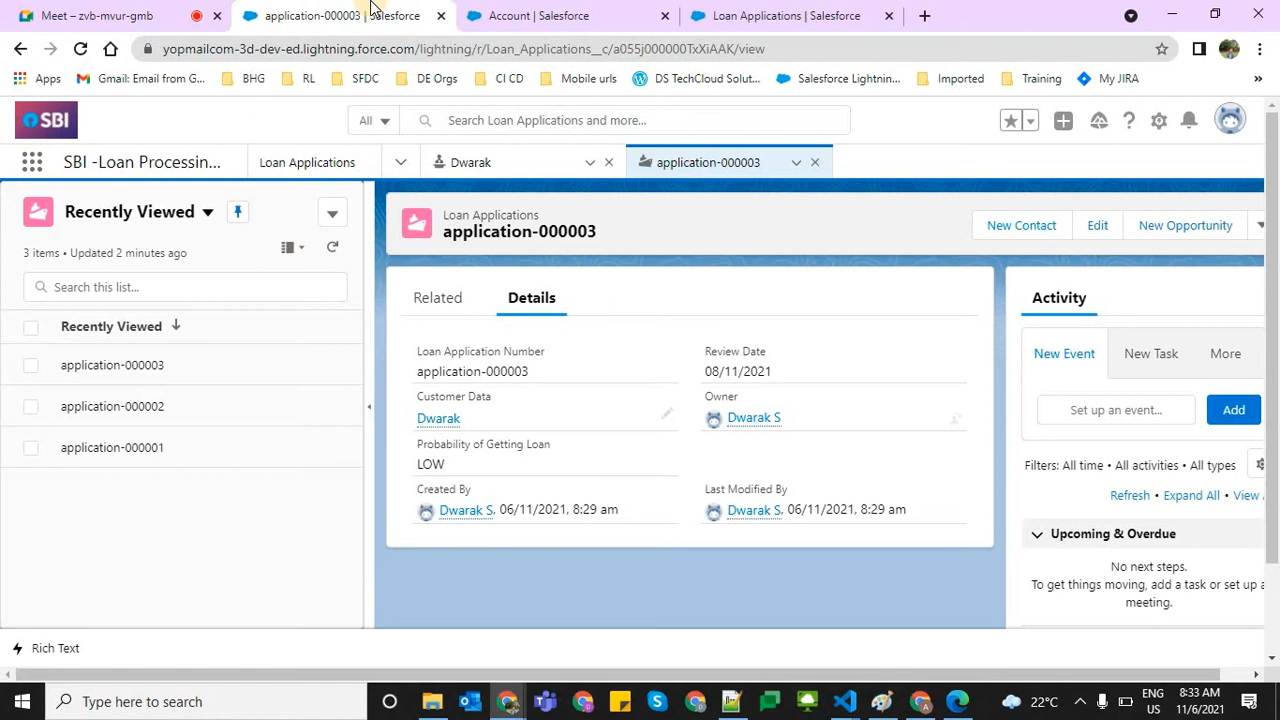 Meet – zvb-mvur-gmb
application-000003 | Salesforce
Account | Salesforce
Loan Applications | Salesforce
yopmailcom-3d-dev-ed.lightning.force.com/lightning/r/Loan_Applications__c/a055j000000TxXiAAK/view
Apps
Gmail: Email from G...
BHG
RL
SFDC
DE Orgs
CI CD
Mobile urls
DS TechCloud Solut...
Salesforce Lightnin...
Imported
Training
My JIRA
SBI
All
Search Loan Applications and more...
SBI -Loan Processin...
Loan Applications
Dwarak
application-000003
Recently Viewed
3 items • Updated 2 minutes ago
Search this list...
Recently Viewed
application-000003
application-000002
application-000001
Loan Applications
application-000003
New Contact
Edit
New Opportunity
Related
Details
Loan Application Number
application-000003
Review Date
08/11/2021
Customer Data
Dwarak
Owner
Dwarak S
Probability of Getting Loan
LOW
Created By
Dwarak S, 06/11/2021, 8:29 am
Last Modified By
Dwarak S, 06/11/2021, 8:29 am
Activity
New Event
New Task
More
Set up an event...
Add
Filters: All time • All activities • All types
Refresh • Expand All • View
Upcoming & Overdue
No next steps.
To get things moving, add a task or set up a
meeting.
Rich Text
Type here to search
22°C
ENG
US
8:33 AM
11/6/2021